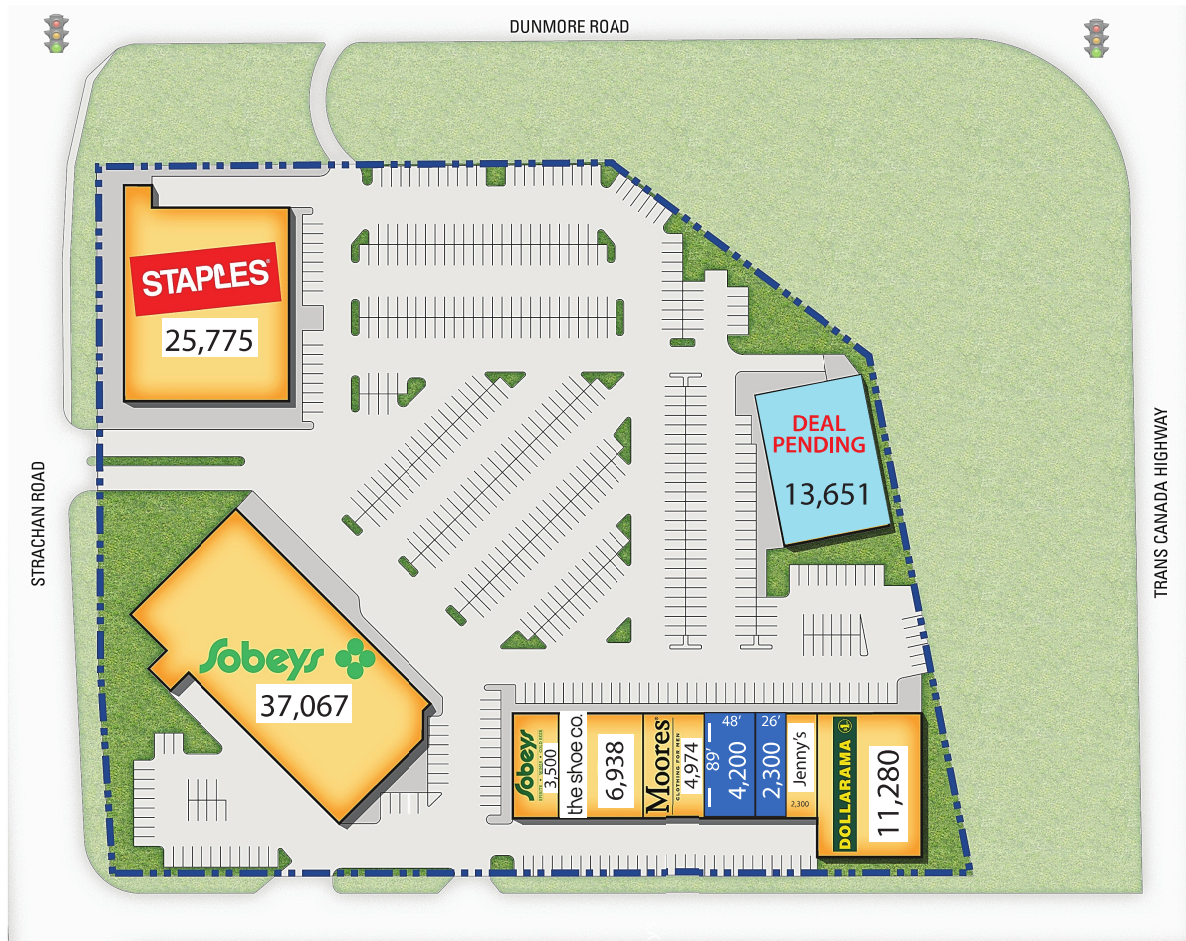 DUNMORE ROAD
STAPLES
25,775
DEAL
PENDING
13,651
STRACHAN ROAD
TRANS CANADA HIGHWAY
Sobeys
37,067
Sobeys
3,500
the shoe co.
6,938
Moores
CLOTHING FOR MEN
4,974
89'
48'
4,200
26'
2,300
Jenny's
2,300
DOLLARAMA
11,280